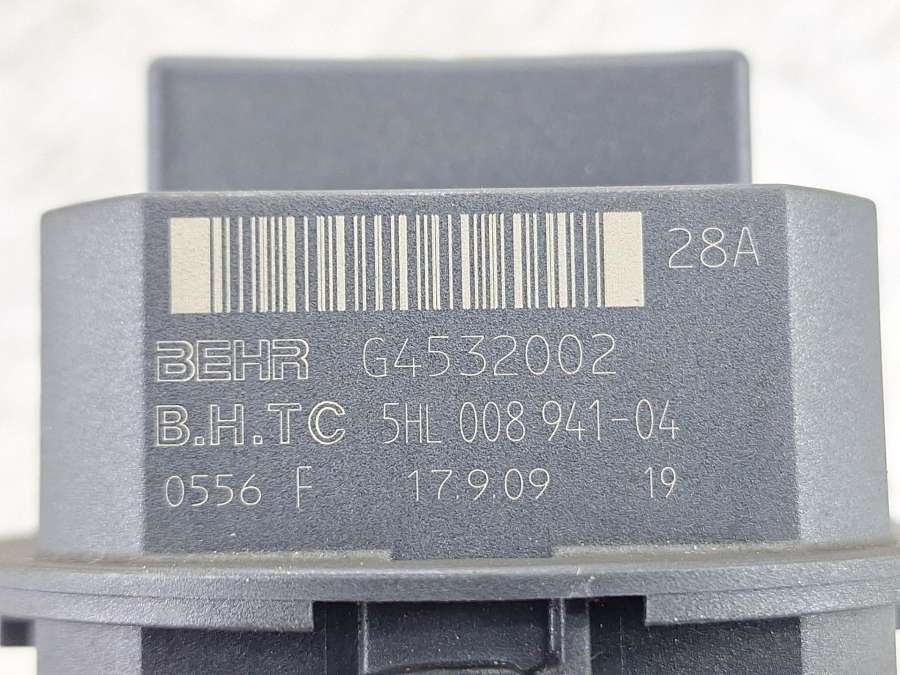 28A
BEHR G4532002
B.H.TC 5HL 008 941-04
0556 F 17.9.09 19